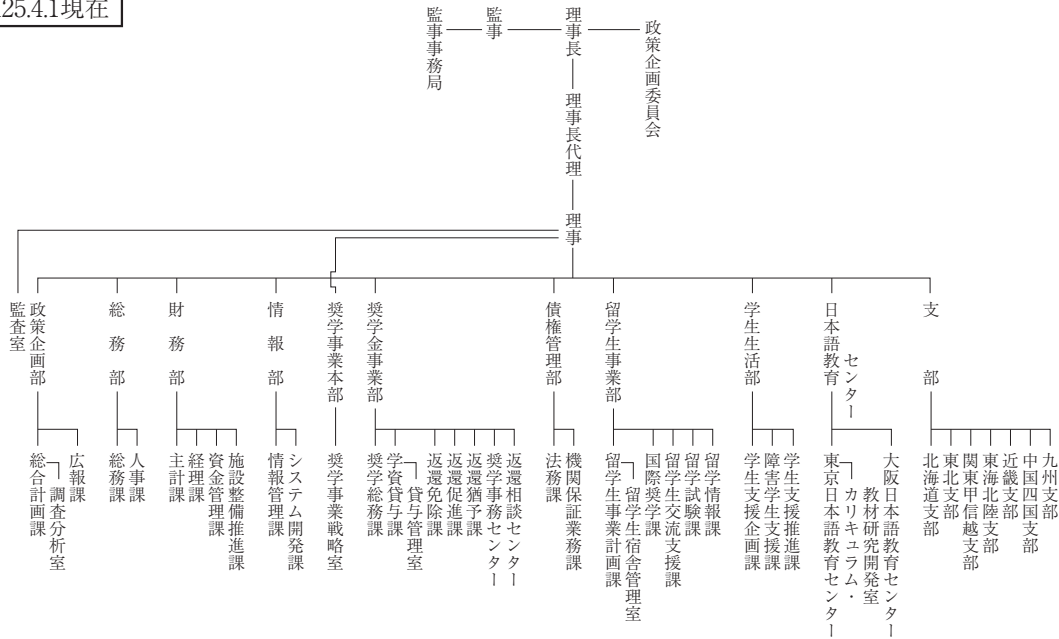 25.4.1現在
監事事務局
監事
理事長
政策企画委員会
理事長代理
理事
監査室
政策企画部
総務部
財務部
情報部
奨学事業本部
奨学金事業部
債権管理部
留学生事業部
学生生活部
日本語教育
センター
支部
総合計画課
調査分析室
広報課
総務課
人事課
主計課
経理課
資金管理課
施設整備推進課
情報管理課
システム開発課
奨学事業戦略室
奨学総務課
学資貸与課
貸与管理室
返還免除課
返還促進課
返還猶予課
奨学事務センター
返還相談センター
法務課
機関保証業務課
留学生事業計画課
留学生宿舎管理室
国際奨学課
留学生交流支援課
留学試験課
留学情報課
学生支援企画課
障害学生支援課
学生支援推進課
東京日本語教育センター
カリキュラム・
教材研究開発室
大阪日本語教育センター
北海道支部
東北支部
関東甲信越支部
東海北陸支部
近畿支部
中国四国支部
九州支部